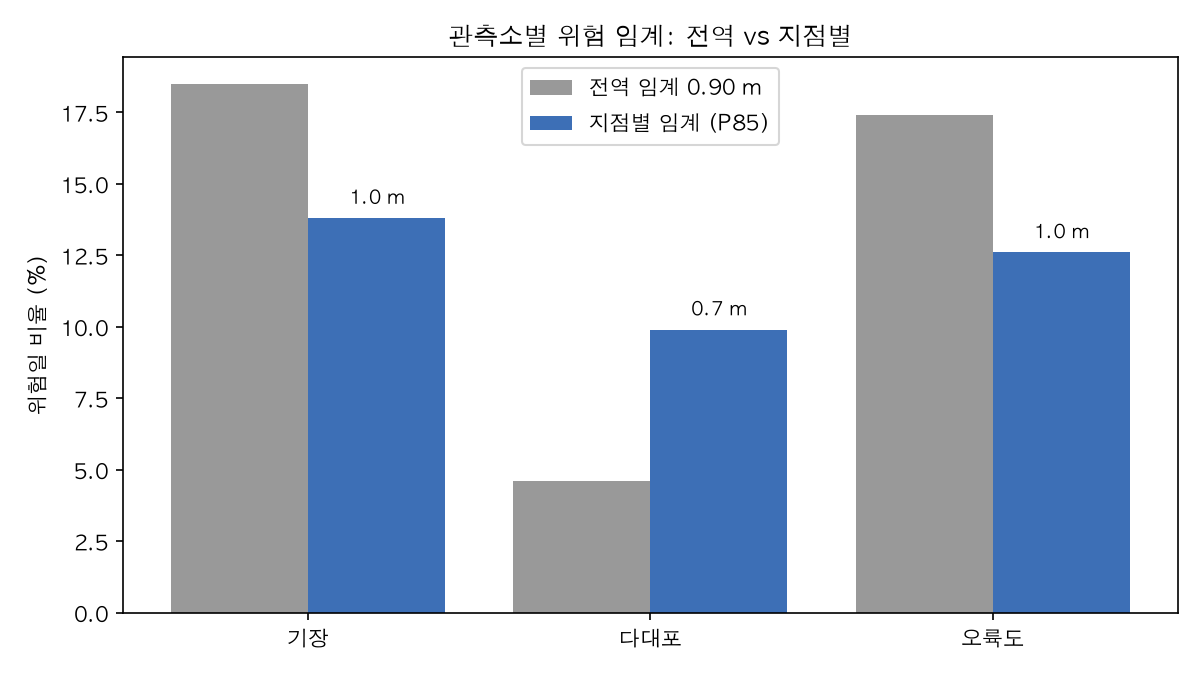 관측소별 위험 임계: 전역 vs 지점별
전역 임계 0.90 m
지점별 임계 (P85)
위험일 비율 (%)
17.5
15.0
12.5
10.0
7.5
5.0
2.5
0.0
1.0 m
0.7 m
1.0 m
기장
다대포
오륙도